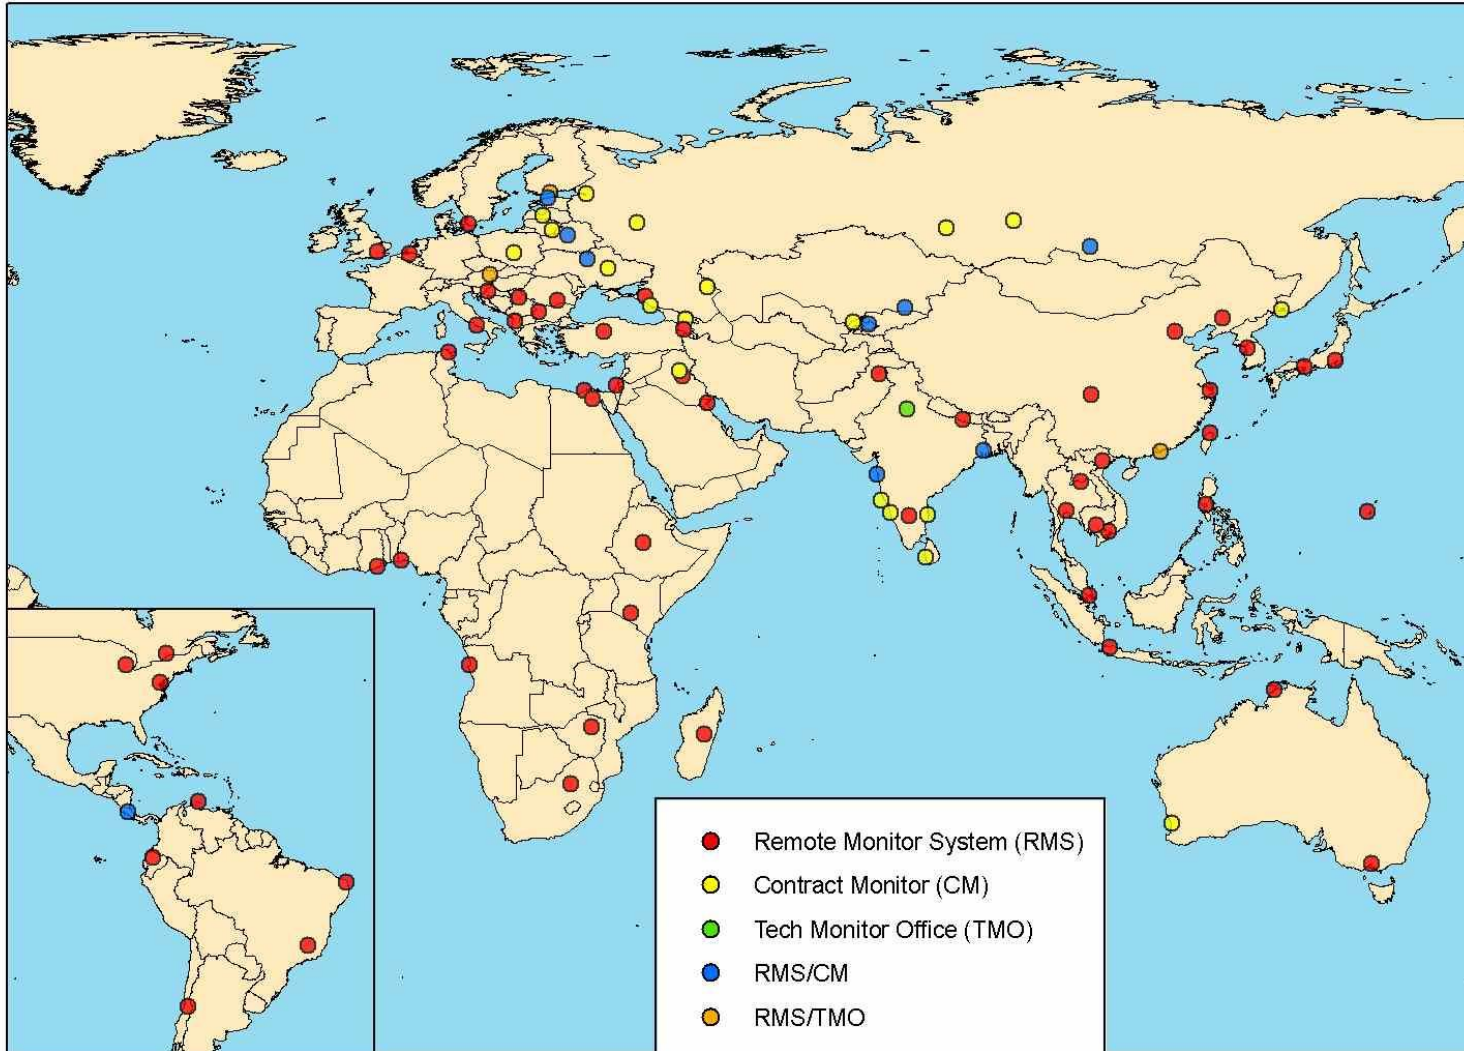 Remote Monitor System (RMS)
Contract Monitor (CM)
Tech Monitor Office (TMO)
RMS/CM
RMS/TMO